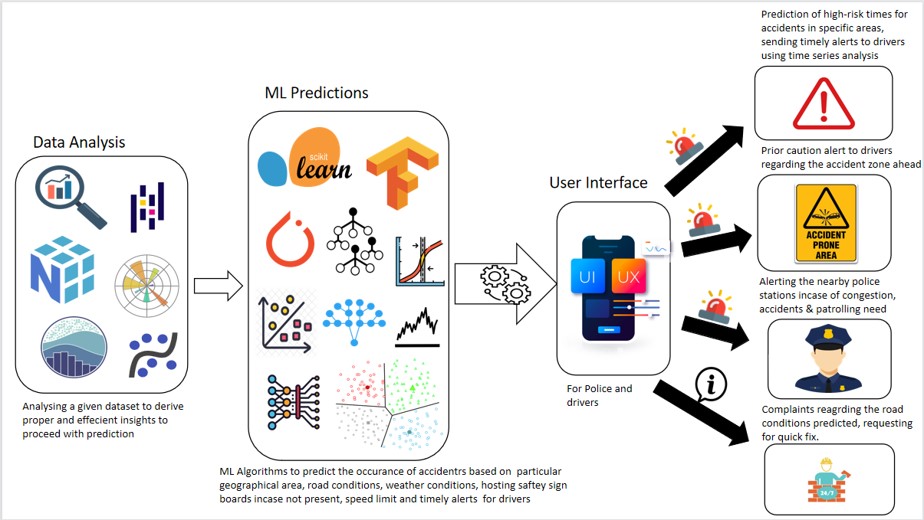 Data Analysis
Analysing a given dataset to derive
proper and effecient insights to
proceed with prediction
ML Predictions
scikit
learn
ML Algorithms to predict the occurance of accidentrs based on particular
geographical area, road conditions, weather conditions, hosting saftey sign
boards incase not present, speed limit and timely alerts for drivers
User Interface
UI
UX
For Police and
drivers
Prediction of high-risk times for
accidents in specific areas,
sending timely alerts to drivers
using time series analysis
Prior caution alert to drivers
regarding the accident zone ahead
ACCIDENT
PRONE
AREA
Alerting the nearby police
stations incase of congestion,
accidents & patrolling need
Complaints reagrding the road
conditions predicted, requesting
for quick fix.
24/7